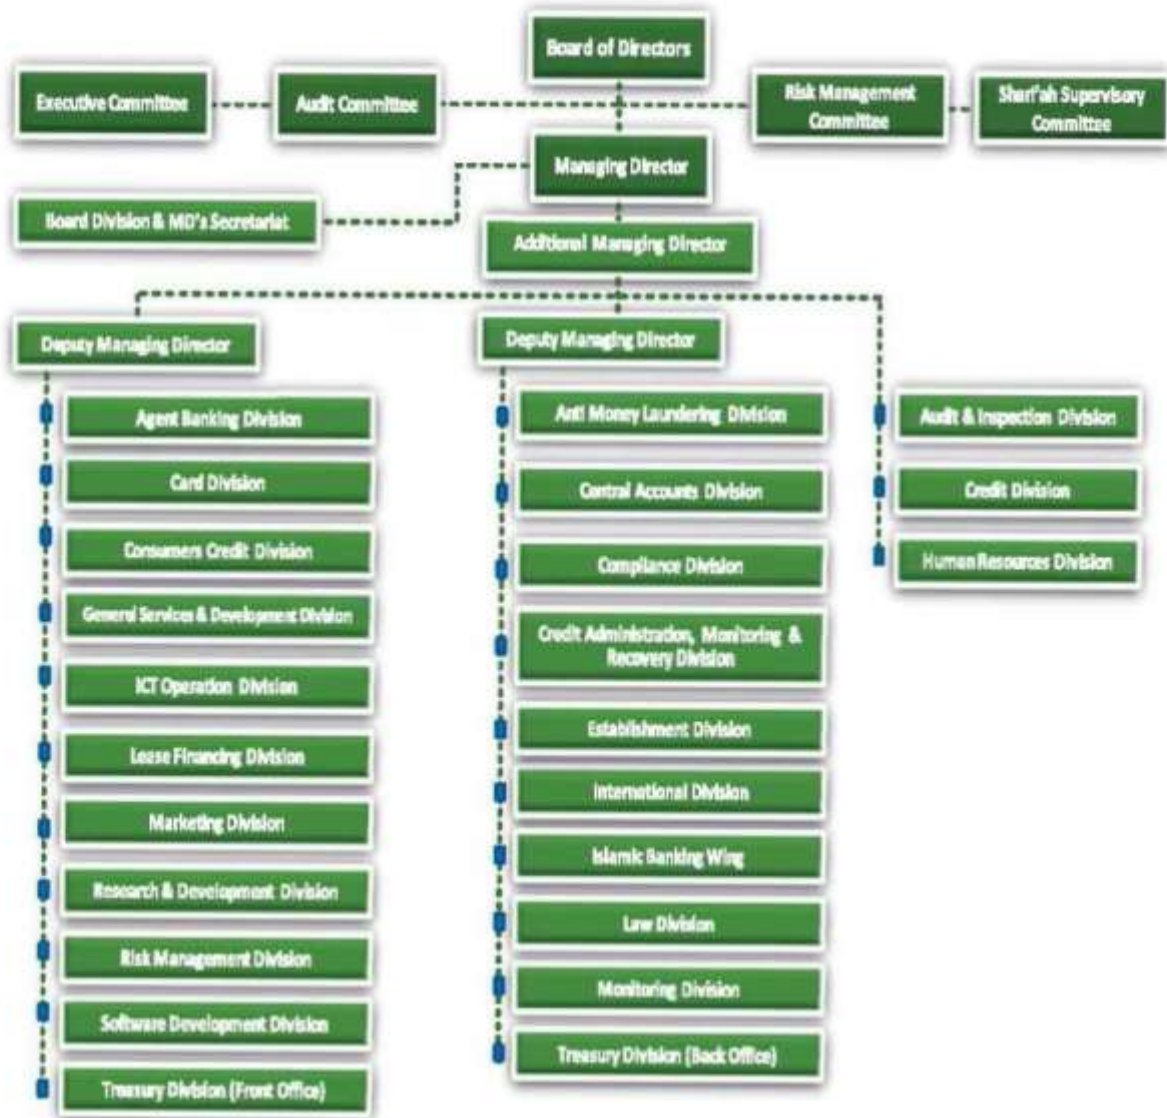 Board of Directors
Executive Committee
Audit Committee
Risk Management
Committee
Shari'ah Supervisory
Committee
Managing Director
Board Division & MD's Secretariat
Additional Managing Director
Deputy Managing Director
Agent Banking Division
Card Division
Consumers Credit Division
General Services & Development Division
ICT Operation Division
Lease Financing Division
Marketing Division
Research & Development Division
Risk Management Division
Software Development Division
Treasury Division (Front Office)
Deputy Managing Director
Anti Money Laundering Division
Central Accounts Division
Compliance Division
Credit Administration, Monitoring &
Recovery Division
Establishment Division
International Division
Islamic Banking Wing
Law Division
Monitoring Division
Treasury Division (Back Office)
Audit & Inspection Division
Credit Division
Human Resources Division